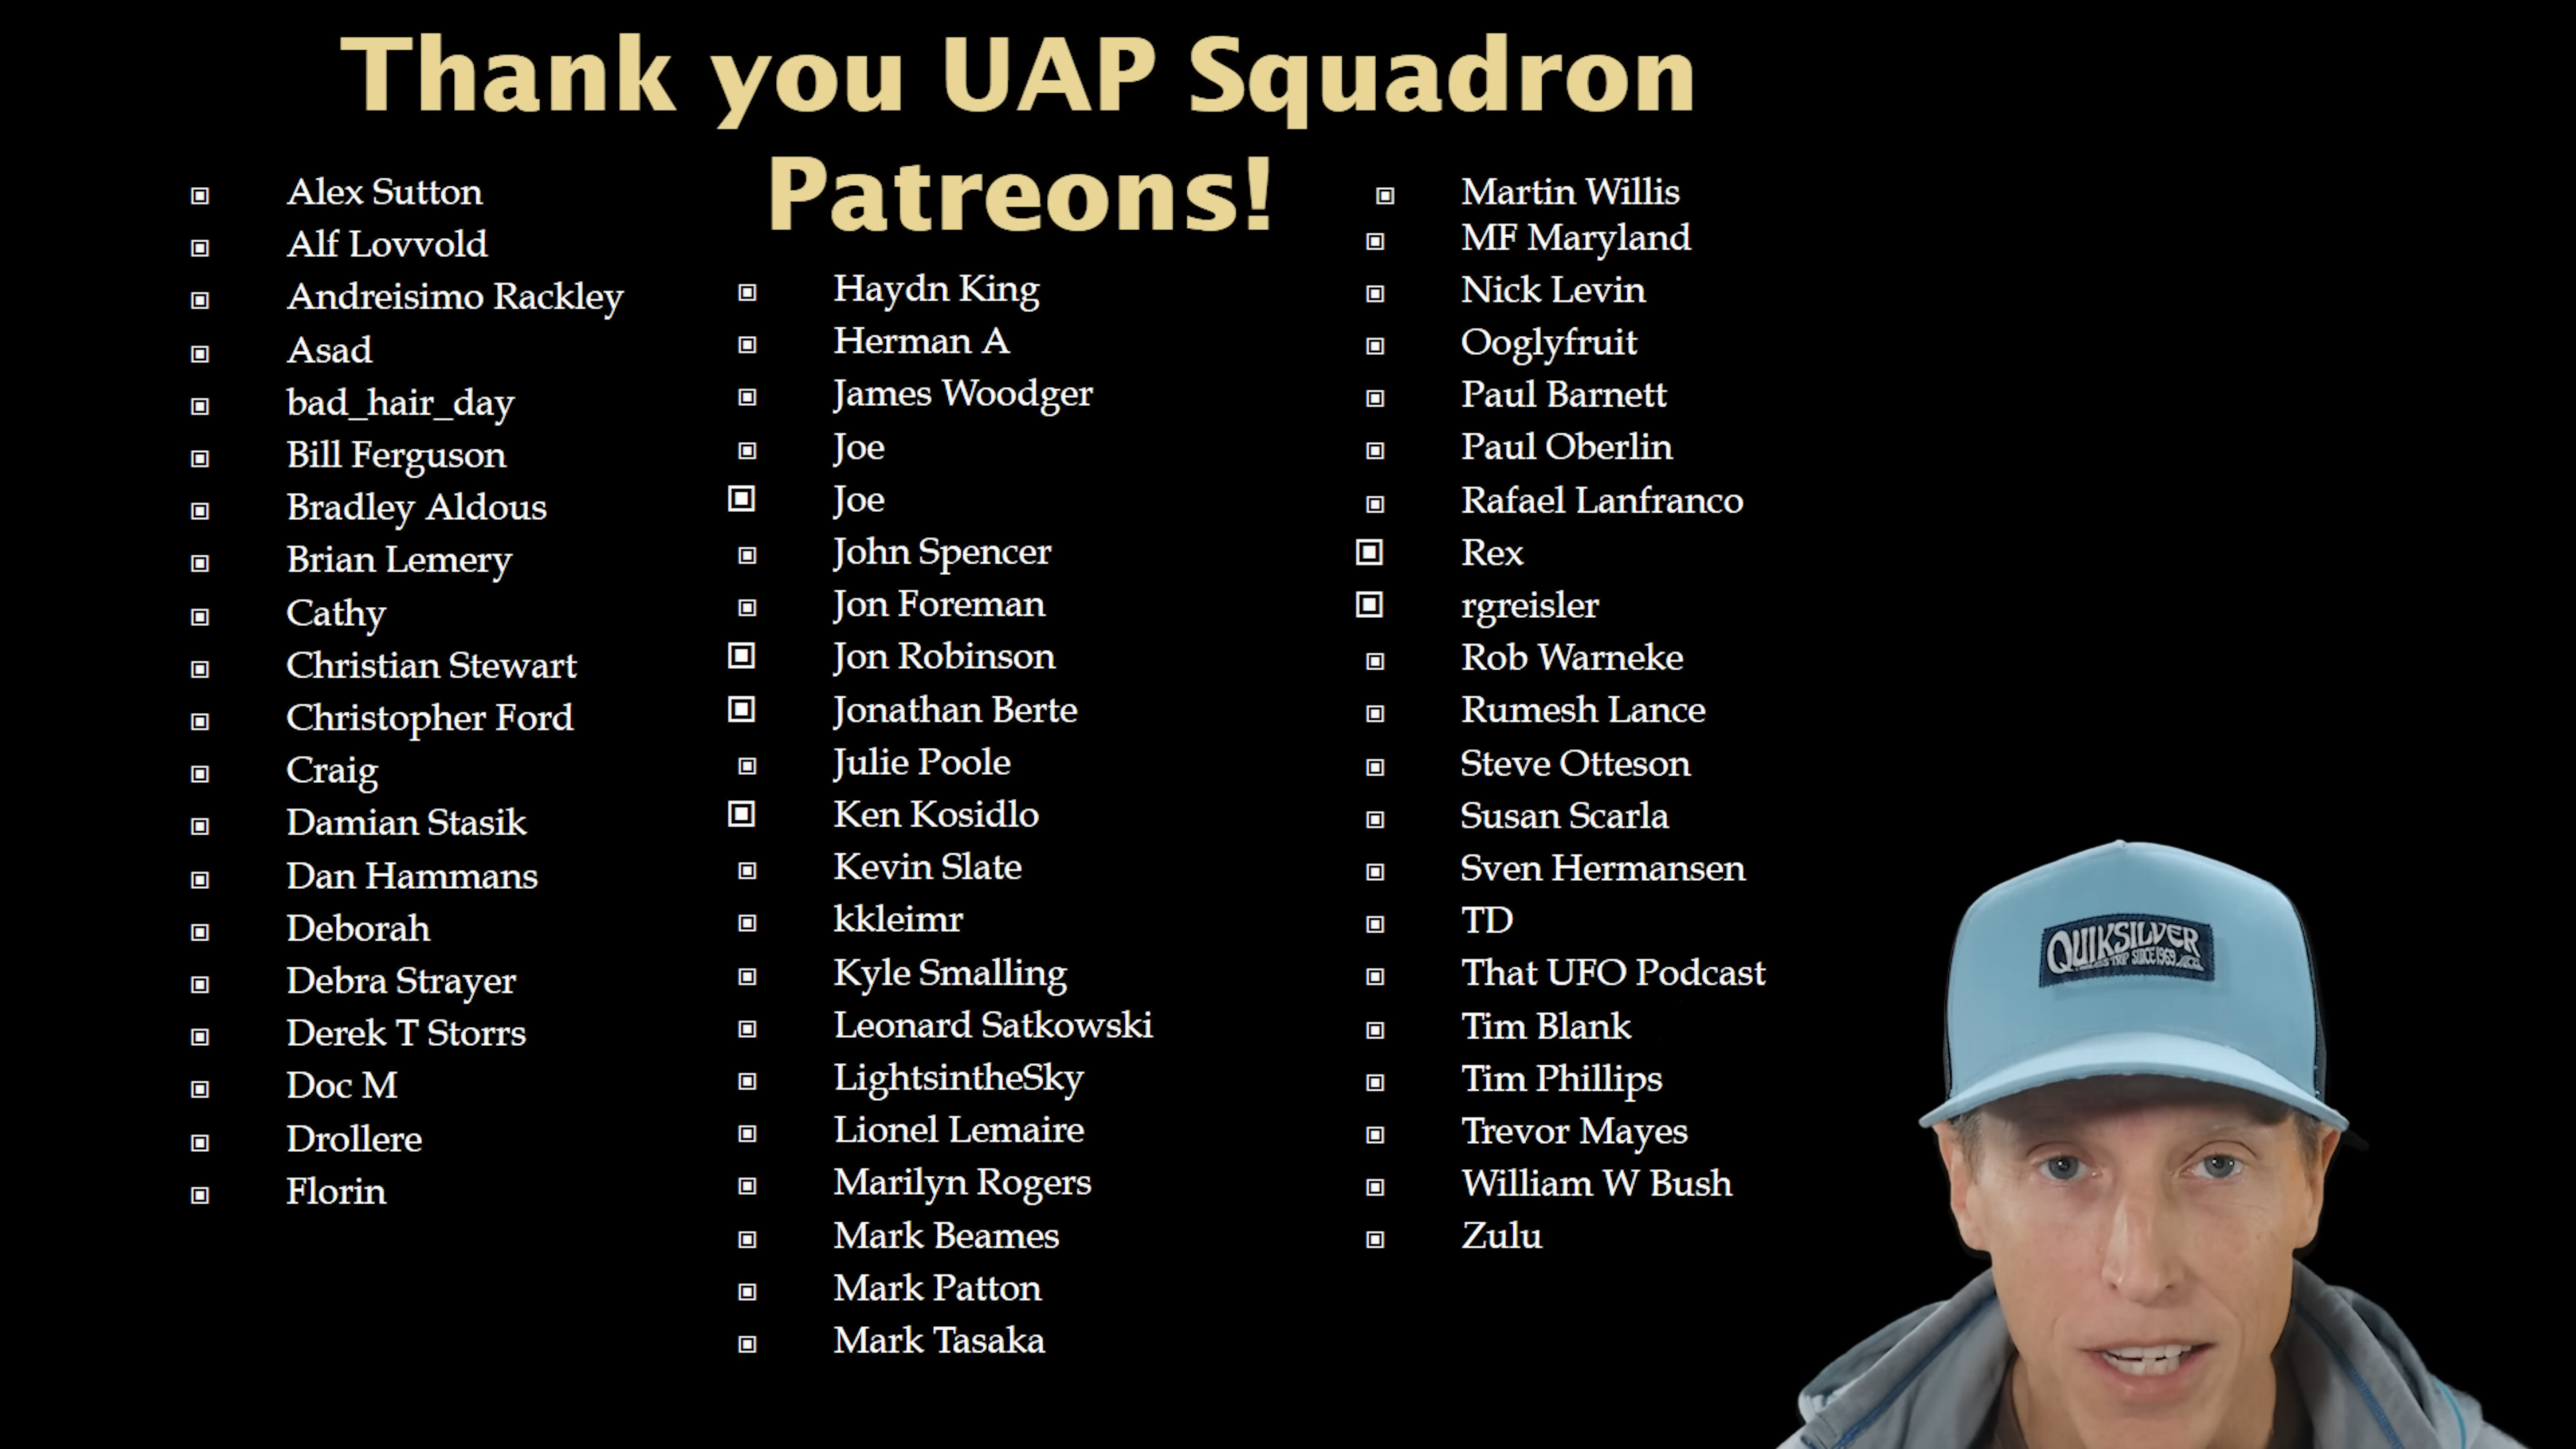 Thank you UAP Squadron
Patreons!
Alex Sutton
Alf Lovvold
Andreisimo Rackley
Asad
bad_hair_day
Bill Ferguson
Bradley Aldous
Brian Lemery
Cathy
Christian Stewart
Christopher Ford
Craig
Damian Stasik
Dan Hammans
Deborah
Debra Strayer
Derek T Storrs
Doc M
Drollere
Florin
Haydn King
Herman A
James Woodger
Joe
Joe
John Spencer
Jon Foreman
Jon Robinson
Jonathan Berte
Julie Poole
Ken Kosidlo
Kevin Slate
kkleimr
Kyle Smalling
Leonard Satkowski
LightsintheSky
Lionel Lemaire
Marilyn Rogers
Mark Beames
Mark Patton
Mark Tasaka
Martin Willis
MF Maryland
Nick Levin
Ooglyfruit
Paul Barnett
Paul Oberlin
Rafael Lanfranco
Rex
rgreisler
Rob Warneke
Rumesh Lance
Steve Otteson
Susan Scarla
Sven Hermansen
TD
That UFO Podcast
Tim Blank
Tim Phillips
Trevor Mayes
William W Bush
Zulu
QUIKSILVER
TRIP SINCE 1969